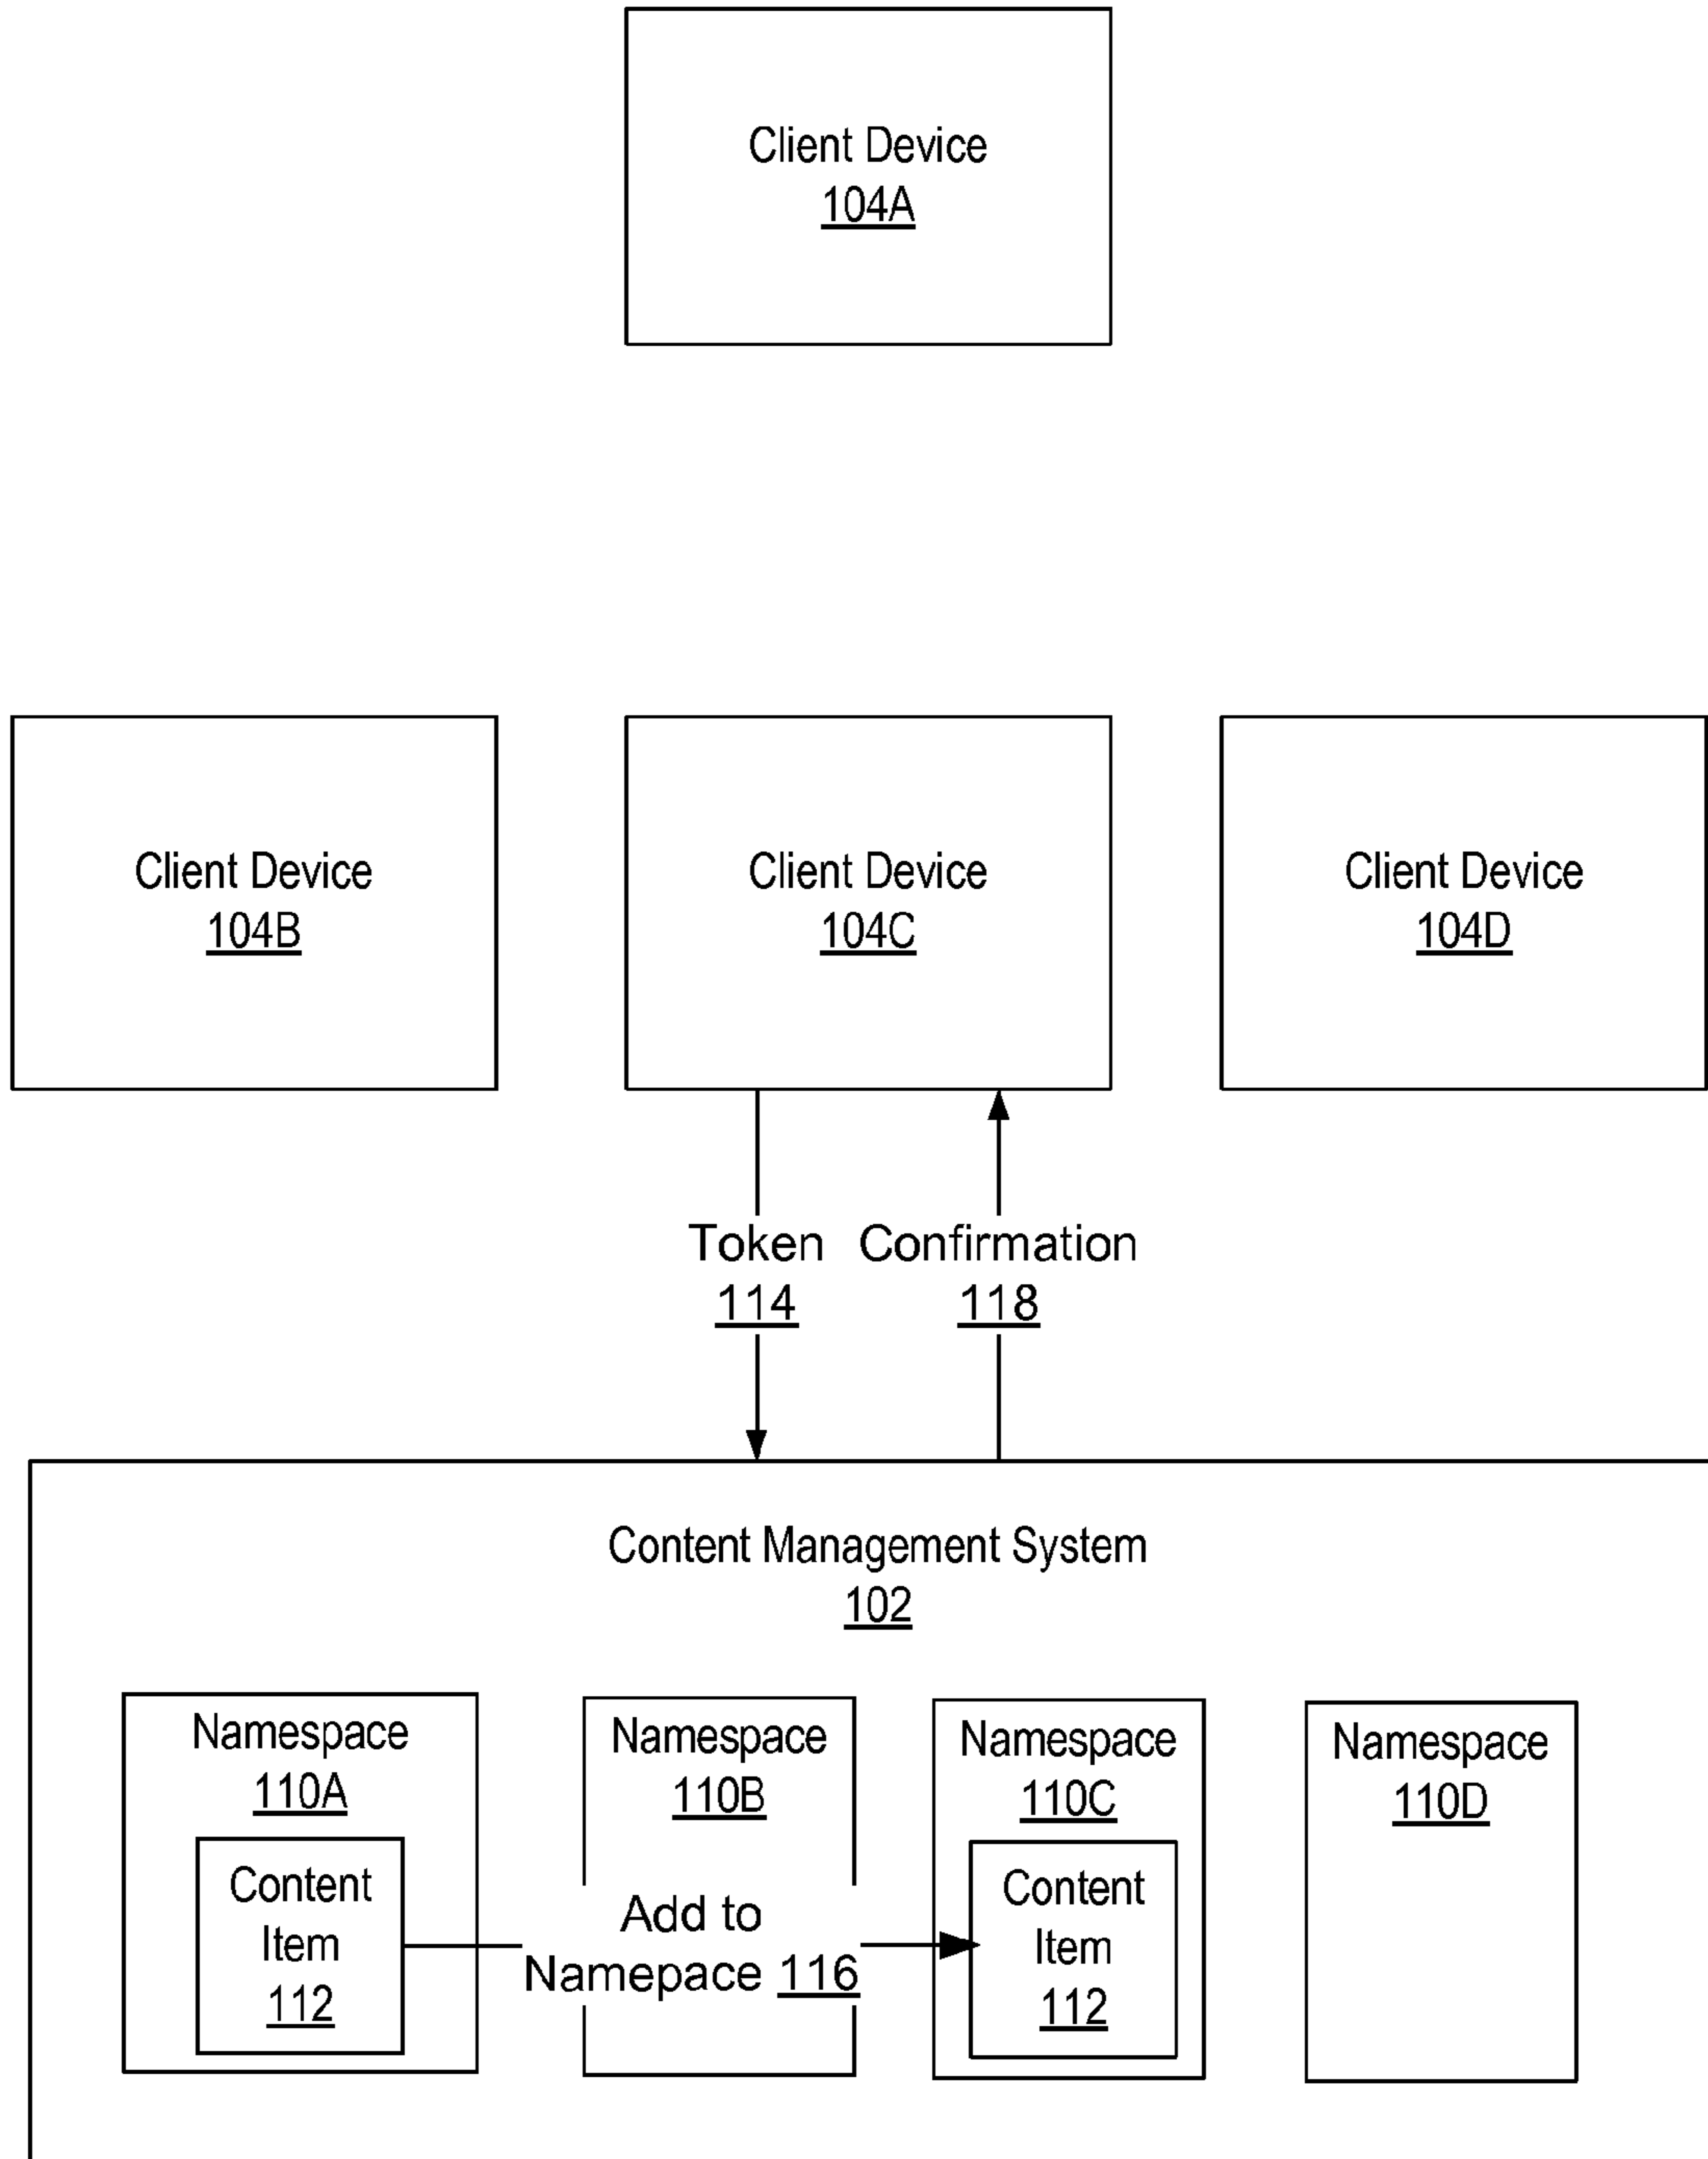 Client Device
104A
Client Device
104B
Client Device
104C
Client Device
104D
Token
114
Confirmation
118
Content Management System
102
Namespace
110A
Content
Item
112
Namespace
110B
Add to
Namepace 116
Namespace
110C
Content
Item
112
Namespace
110D